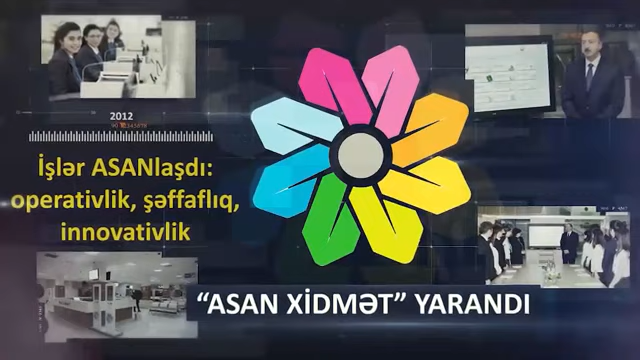 2012
İşlər ASANlaşdı:
operativlik, şəffaflıq,
innovativlik
“ASAN XİDMƏT” YARANDI